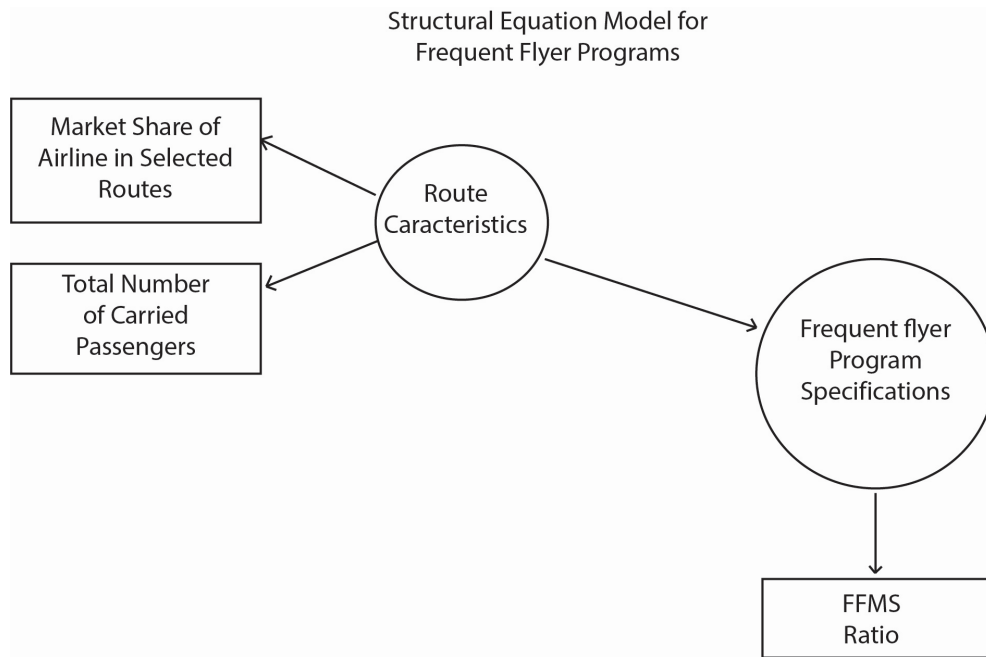 Structural Equation Model for
Frequent Flyer Programs
Market Share of
Airline in Selected
Routes
Route
Caracteristics
Total Number
of Carried
Passengers
Frequent flyer
Program
Specifications
FFMS
Ratio